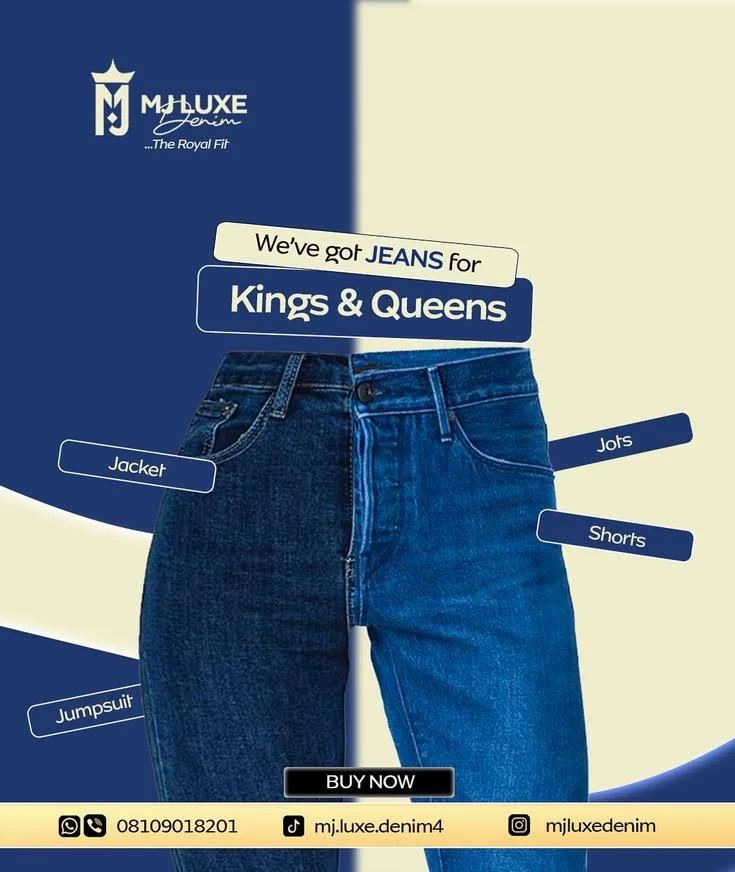 MJ
MJ LUXE
Denim
...The Royal Fit
We've got JEANS for
Kings & Queens
Jacket
Jots
Shorts
Jumpsuit
BUY NOW
08109018201 mj.luxe.denim4 mjluxedenim